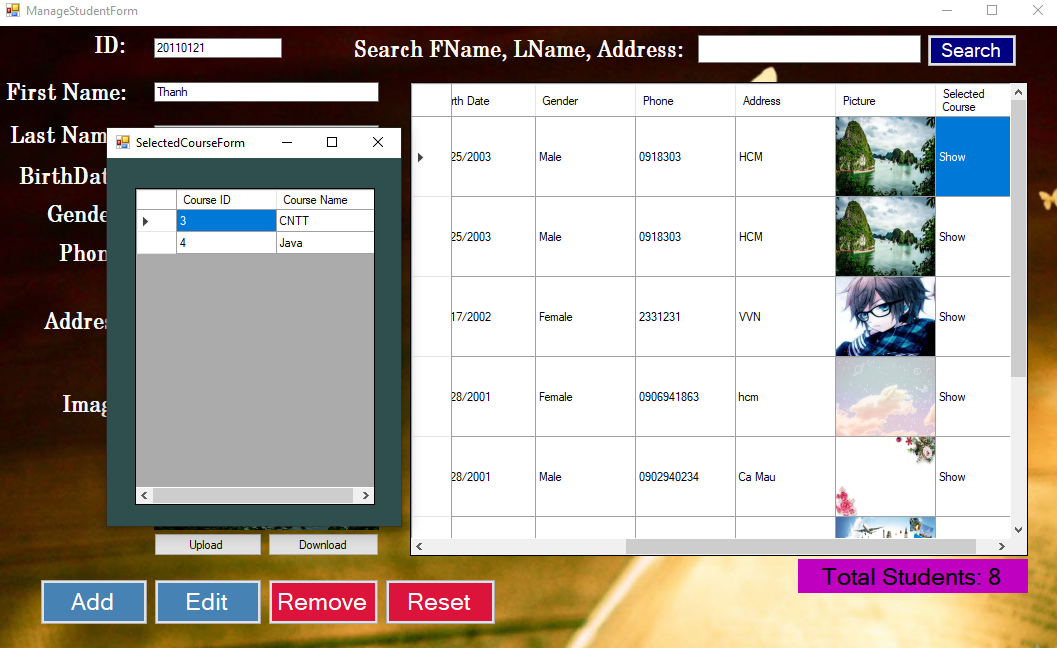 ManageStudentForm
ID:
20110121
Search FName, LName, Address:
Search
First Name:
Thanh
Last Nam
BirthDat
Gende
Phon
Addres
Imag
SelectedCourseForm
Course ID
Course Name
3
CNTT
4
Java
rth Date
Gender
Phone
Address
Picture
Selected
Course
25/2003
Male
0918303
HCM
Show
25/2003
Male
0918303
HCM
Show
17/2002
Female
2331231
VVN
Show
28/2001
Female
0906941863
hcm
Show
28/2001
Male
0902940234
Ca Mau
Show
Upload
Download
Total Students: 8
Add
Edit
Remove
Reset